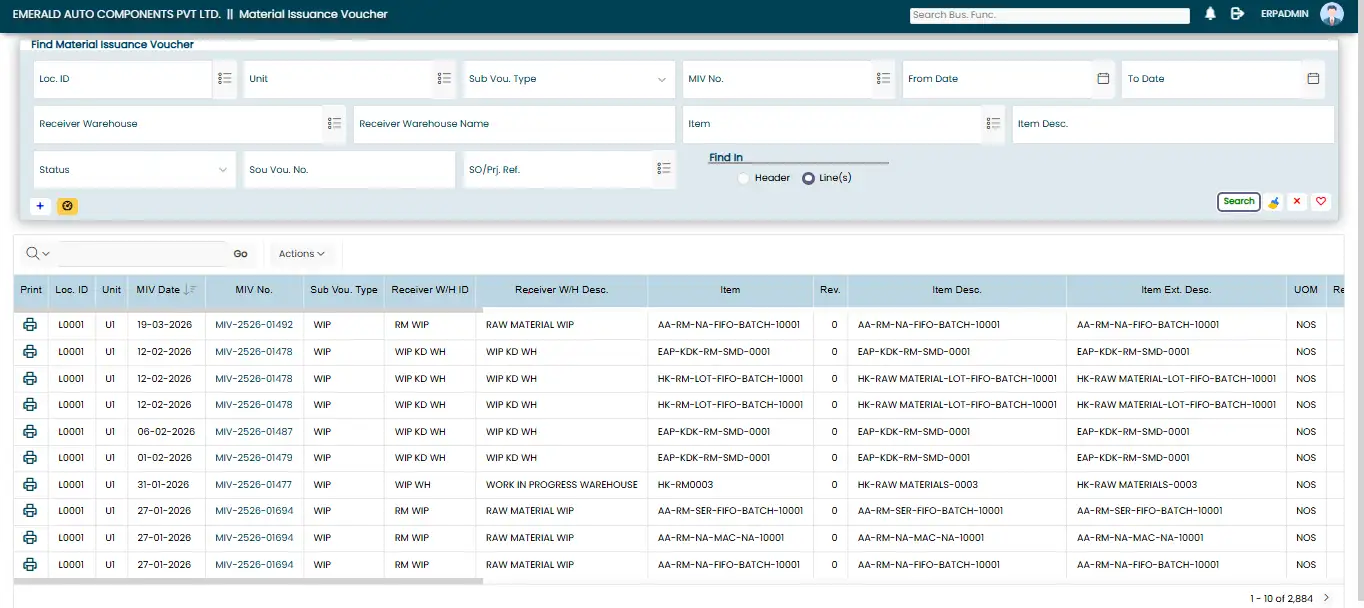 EMERALD AUTO COMPONENTS PVT LTD. || Material Issuance Voucher Search Bus. Func. ERPADMIN
Find Material Issuance Voucher
Loc. ID Unit Sub Vou. Type MIV No. From Date To Date
Receiver Warehouse Receiver Warehouse Name Item Item Desc.
Status Sou Vou. No. SO/Prj. Ref. Find In
Header Line(s)
+ Search
Go Actions
Print Loc. ID Unit MIV Date MIV No. Sub Vou. Type Receiver W/H ID Receiver W/H Desc. Item Rev. Item Desc. Item Ext. Desc. UOM Re
L0001 U1 19-03-2026 MIV-2526-01492 WIP RM WIP RAW MATERIAL WIP AA-RM-NA-FIFO-BATCH-10001 0 AA-RM-NA-FIFO-BATCH-10001 AA-RM-NA-FIFO-BATCH-10001 NOS
L0001 U1 12-02-2026 MIV-2526-01478 WIP WIP KD WH WIP KD WH EAP-KDK-RM-SMD-0001 0 EAP-KDK-RM-SMD-0001 EAP-KDK-RM-SMD-0001 NOS
L0001 U1 12-02-2026 MIV-2526-01478 WIP WIP KD WH WIP KD WH HK-RM-LOT-FIFO-BATCH-10001 0 HK-RAW MATERIAL-LOT-FIFO-BATCH-10001 HK-RAW MATERIAL-LOT-FIFO-BATCH-10001 NOS
L0001 U1 12-02-2026 MIV-2526-01478 WIP WIP KD WH WIP KD WH HK-RM-LOT-FIFO-BATCH-10001 0 HK-RAW MATERIAL-LOT-FIFO-BATCH-10001 HK-RAW MATERIAL-LOT-FIFO-BATCH-10001 NOS
L0001 U1 06-02-2026 MIV-2526-01487 WIP WIP KD WH WIP KD WH EAP-KDK-RM-SMD-0001 0 EAP-KDK-RM-SMD-0001 EAP-KDK-RM-SMD-0001 NOS
L0001 U1 01-02-2026 MIV-2526-01479 WIP WIP KD WH WIP KD WH EAP-KDK-RM-SMD-0001 0 EAP-KDK-RM-SMD-0001 EAP-KDK-RM-SMD-0001 NOS
L0001 U1 31-01-2026 MIV-2526-01477 WIP WIP WH WORK IN PROGRESS WAREHOUSE HK-RM0003 0 HK-RAW MATERIALS-0003 HK-RAW MATERIALS-0003 NOS
L0001 U1 27-01-2026 MIV-2526-01694 WIP RM WIP RAW MATERIAL WIP AA-RM-SER-FIFO-BATCH-10001 0 AA-RM-SER-FIFO-BATCH-10001 AA-RM-SER-FIFO-BATCH-10001 NOS
L0001 U1 27-01-2026 MIV-2526-01694 WIP RM WIP RAW MATERIAL WIP AA-RM-NA-MAC-NA-10001 0 AA-RM-NA-MAC-NA-10001 AA-RM-NA-MAC-NA-10001 NOS
L0001 U1 27-01-2026 MIV-2526-01694 WIP RM WIP RAW MATERIAL WIP AA-RM-NA-FIFO-BATCH-10001 0 AA-RM-NA-FIFO-BATCH-10001 AA-RM-NA-FIFO-BATCH-10001 NOS
1 - 10 of 2,884